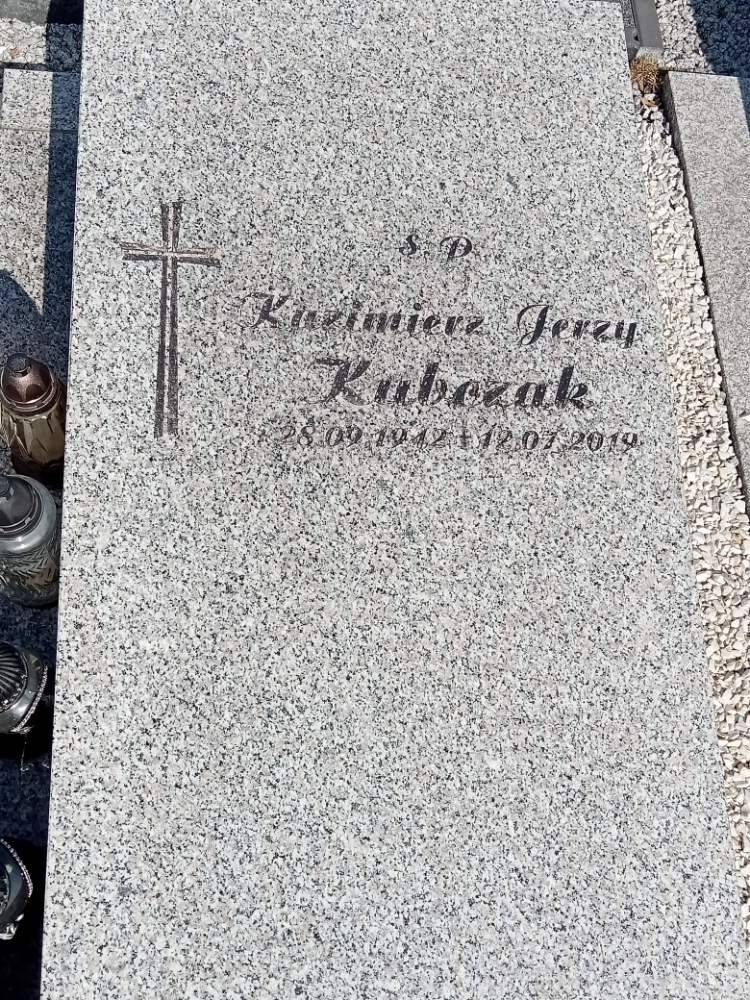 Ś. P
Kazimierz Jerzy
Kubczak
* 28.09.1942 † 12.07.2019